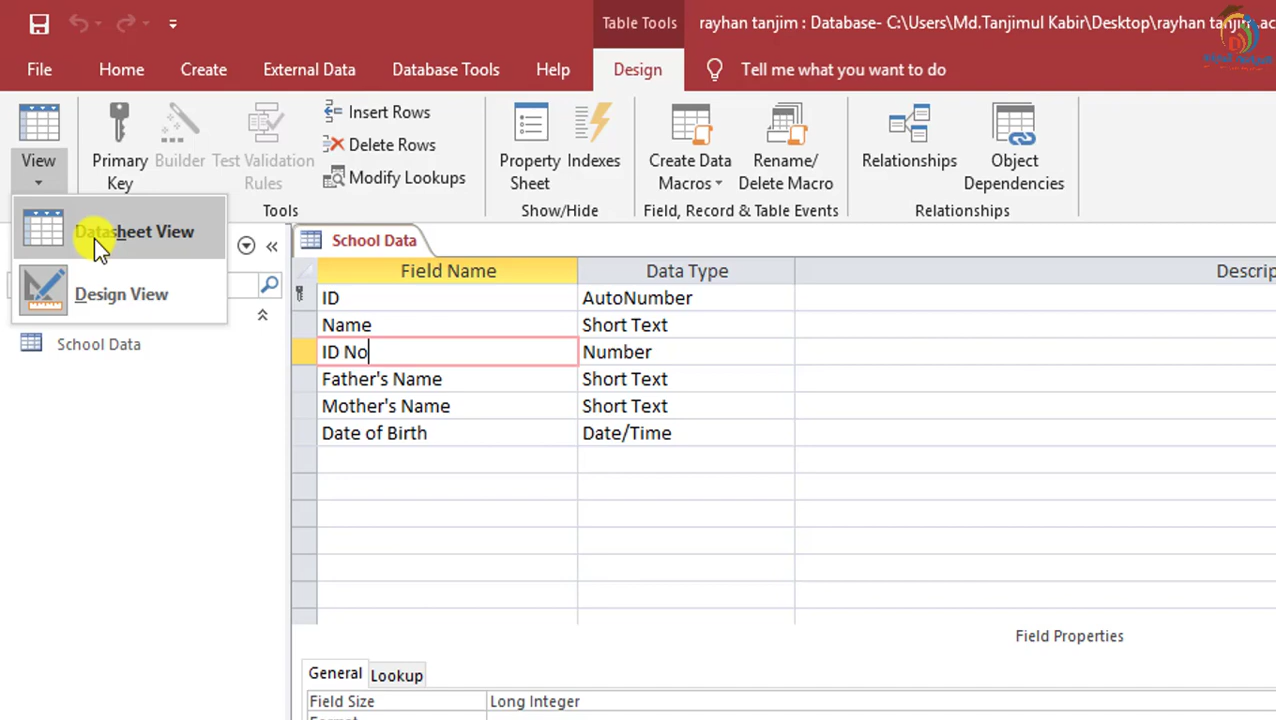 Table Tools
rayhan tanjim : Database- C:\Users\Md.Tanjimul Kabir\Desktop\rayhan tanjim.ac
File Home Create External Data Database Tools Help Design Tell me what you want to do
View
Primary Key
Builder
Test Validation Rules
Insert Rows
Delete Rows
Modify Lookups
Property Sheet
Indexes
Create Data Macros
Rename/ Delete Macro
Relationships
Object Dependencies
Tools
Show/Hide
Field, Record & Table Events
Relationships
Datasheet View
Design View
School Data
School Data
Field Name Data Type Descrip
ID AutoNumber
Name Short Text
ID No Number
Father's Name Short Text
Mother's Name Short Text
Date of Birth Date/Time
Field Properties
General Lookup
Field Size Long Integer